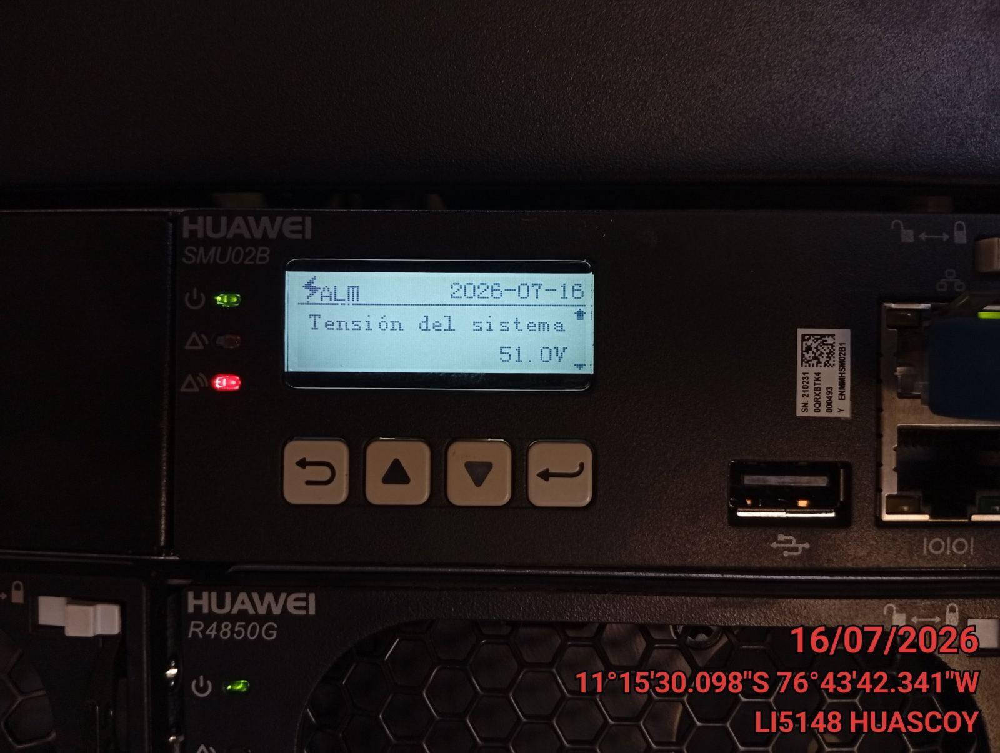 HUAWEI
SMU02B
ALM 2026-07-16
Tensión del sistema
51.0V
SN: 210231
0QRXBTK4
000493
Y ENMMHSM02B1
|O|O|
HUAWEI
R4850G
16/07/2026
11°15'30.098"S 76°43'42.341"W
LI5148 HUASCOY